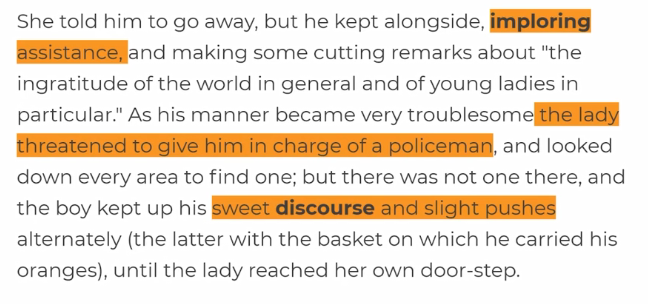 She told him to go away, but he kept alongside, imploring
assistance, and making some cutting remarks about "the
ingratitude of the world in general and of young ladies in
particular." As his manner became very troublesome the lady
threatened to give him in charge of a policeman, and looked
down every area to find one; but there was not one there, and
the boy kept up his sweet discourse and slight pushes
alternately (the latter with the basket on which he carried his
oranges), until the lady reached her own door-step.